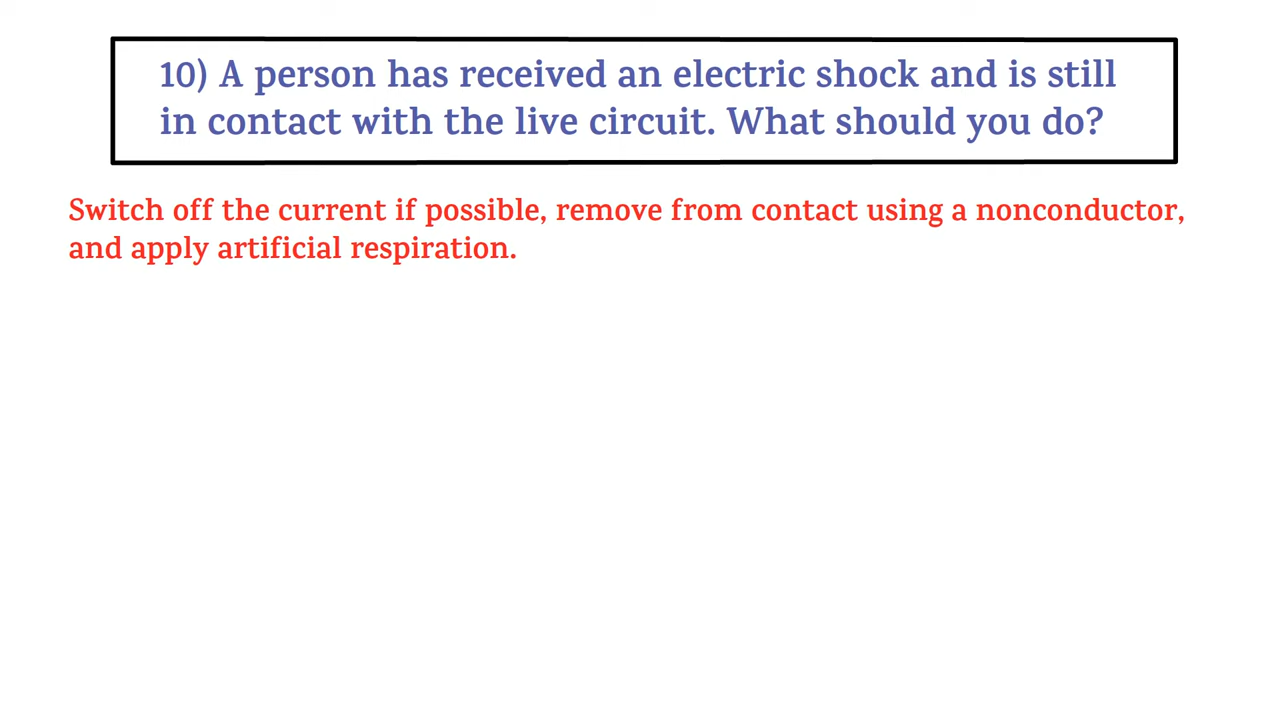 10) A person has received an electric shock and is still
in contact with the live circuit. What should you do?
Switch off the current if possible, remove from contact using a nonconductor,
and apply artificial respiration.